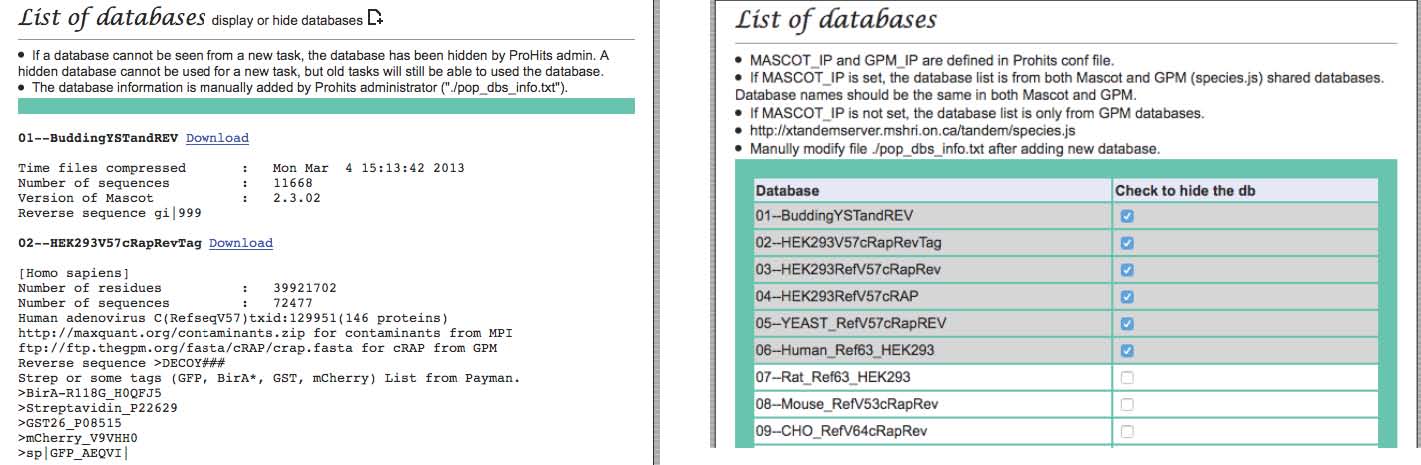 List of databases display or hide databases
• If a database cannot be seen from a new task, the database has been hidden by ProHits admin. A
hidden database cannot be used for a new task, but old tasks will still be able to used the database.
• The database information is manually added by Prohits administrator ("./pop_dbs_info.txt").
01--BuddingYSTandREV Download
Time files compressed : Mon Mar 4 15:13:42 2013
Number of sequences : 11668
Version of Mascot : 2.3.02
Reverse sequence gi|999
02--HEK293V57cRapRevTag Download
[Homo sapiens]
Number of residues : 39921702
Number of sequences : 72477
Human adenovirus C(RefseqV57)txid:129951(146 proteins)
http://maxquant.org/contaminants.zip for contaminants from MPI
ftp://ftp.thegpm.org/fasta/cRAP/crap.fasta for cRAP from GPM
Reverse sequence >DECOY###
Strep or some tags (GFP, BirA*, GST, mCherry) List from Payman.
>BirA-R118G_H0QFJ5
>Streptavidin_P22629
>GST26_P08515
>mCherry_V9VHH0
>sp|GFP_AEQVI|
List of databases
• MASCOT_IP and GPM_IP are defined in Prohits conf file.
• If MASCOT_IP is set, the database list is from both Mascot and GPM (species.js) shared databases.
Database names should be the same in both Mascot and GPM.
• If MASCOT_IP is not set, the database list is only from GPM databases.
• http://xtandemserver.mshri.on.ca/tandem/species.js
• Manully modify file ./pop_dbs_info.txt after adding new database.
Database Check to hide the db
01--BuddingYSTandREV
02--HEK293V57cRapRevTag
03--HEK293RefV57cRapRev
04--HEK293RefV57cRAP
05--YEAST_RefV57cRapREV
06--Human_Ref63_HEK293
07--Rat_Ref63_HEK293
08--Mouse_RefV53cRapRev
09--CHO_RefV64cRapRev